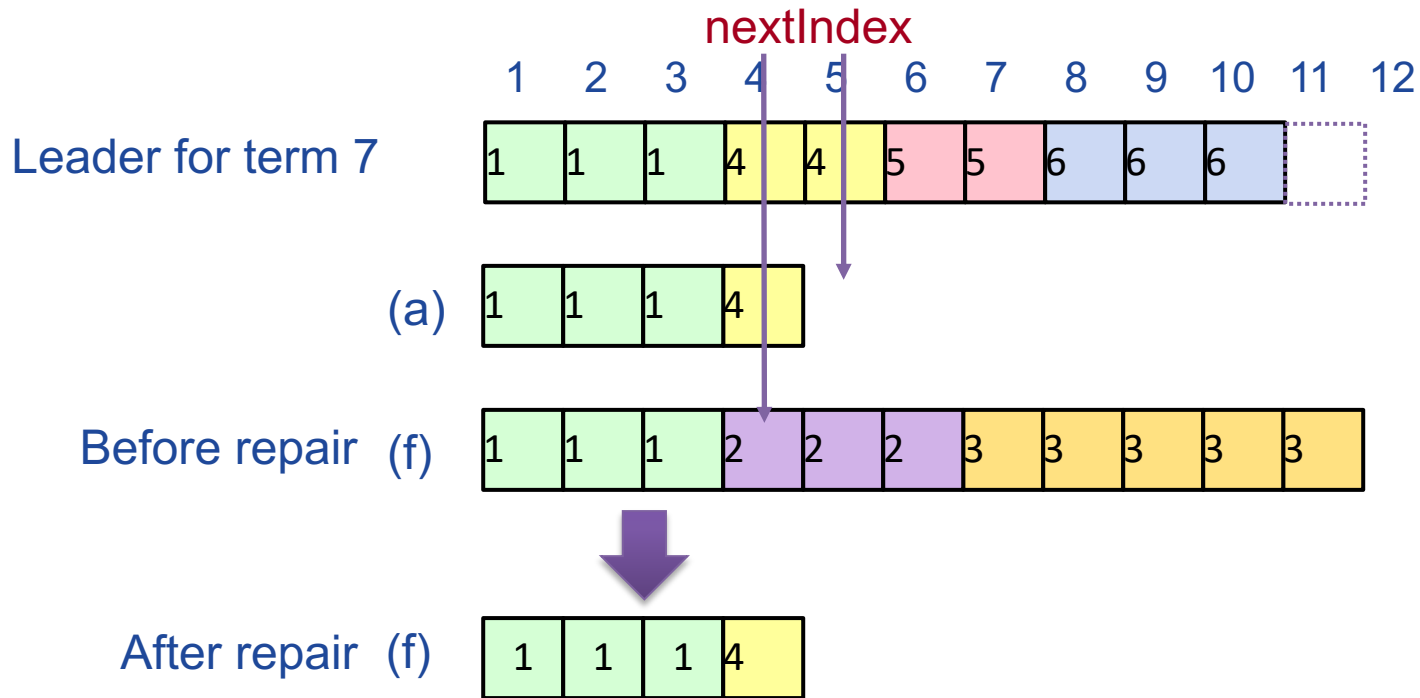 nextIndex
1 2 3 4 5 6 7 8 9 10 11 12
Leader for term 7 1 1 1 4 4 5 5 6 6 6
(a) 1 1 1 4
Before repair (f) 1 1 1 2 2 2 3 3 3 3 3
After repair (f) 1 1 1 4